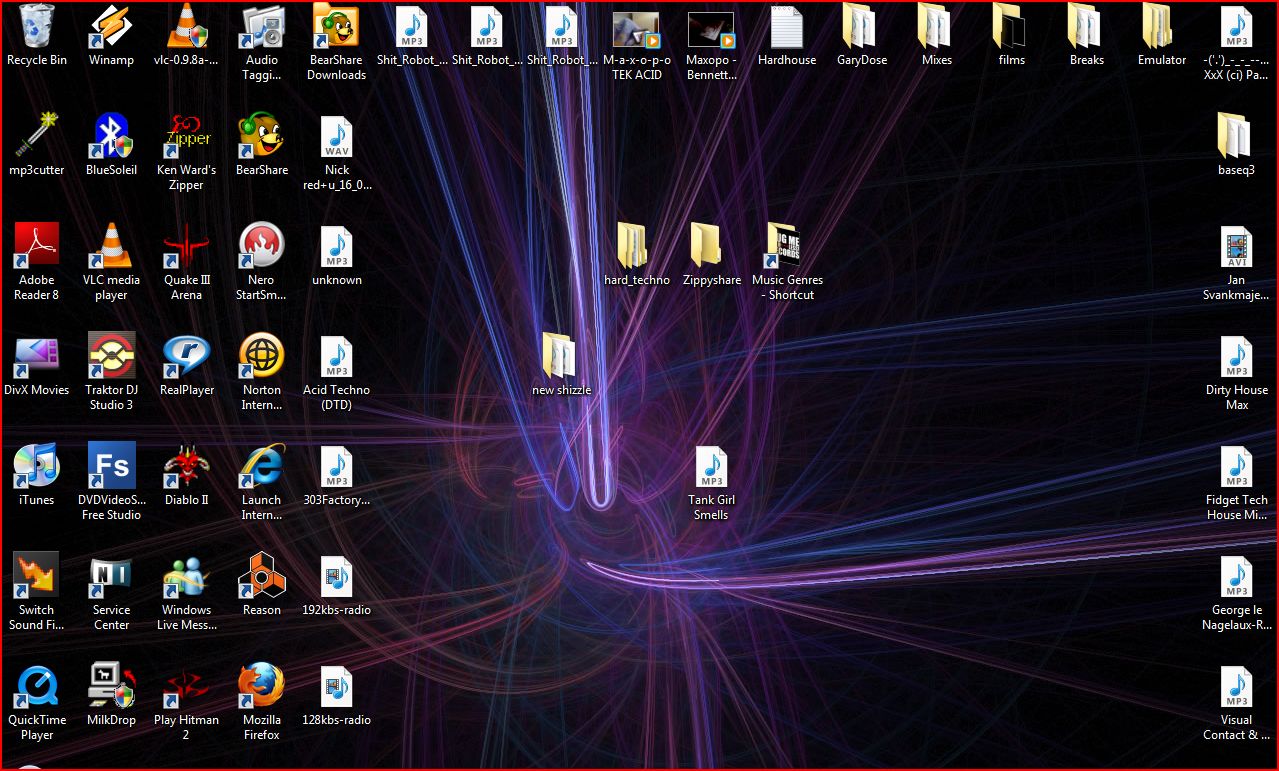 Recycle Bin
Winamp
vlc-0.9.8a-...
Audio
Taggi...
BearShare
Downloads
MP3
Shit_Robot_...
MP3
Shit_Robot_...
MP3
Shit_Robot_...
M-a-x-o-p-o
TEK ACID
Maxopo -
Bennett...
Hardhouse
GaryDose
Mixes
films
Breaks
Emulator
MP3
-('.')_-_-_--...
XxX (ci) Pa...
mp3cutter
BlueSoleil
Zipper
Ken Ward's
Zipper
BearShare
WAV
Nick
red+u_16_0...
baseq3
Adobe
Reader 8
VLC media
player
Quake III
Arena
Nero
StartSm...
MP3
unknown
hard_techno
Zippyshare
UG ME
CORDS
Music Genres
- Shortcut
AVI
Jan
Svankmaje...
DivX Movies
Traktor DJ
Studio 3
RealPlayer
Norton
Intern...
MP3
Acid Techno
(DTD)
new shizzle
MP3
Dirty House
Max
iTunes
Fs
DVDVideoS...
Free Studio
Diablo II
Launch
Intern...
MP3
303Factory...
MP3
Tank Girl
Smells
MP3
Fidget Tech
House Mi...
Switch
Sound Fi...
NI
Service
Center
Windows
Live Mess...
Reason
192kbs-radio
MP3
George le
Nagelaux-R...
QuickTime
Player
MilkDrop
Play Hitman
2
Mozilla
Firefox
128kbs-radio
MP3
Visual
Contact & ...